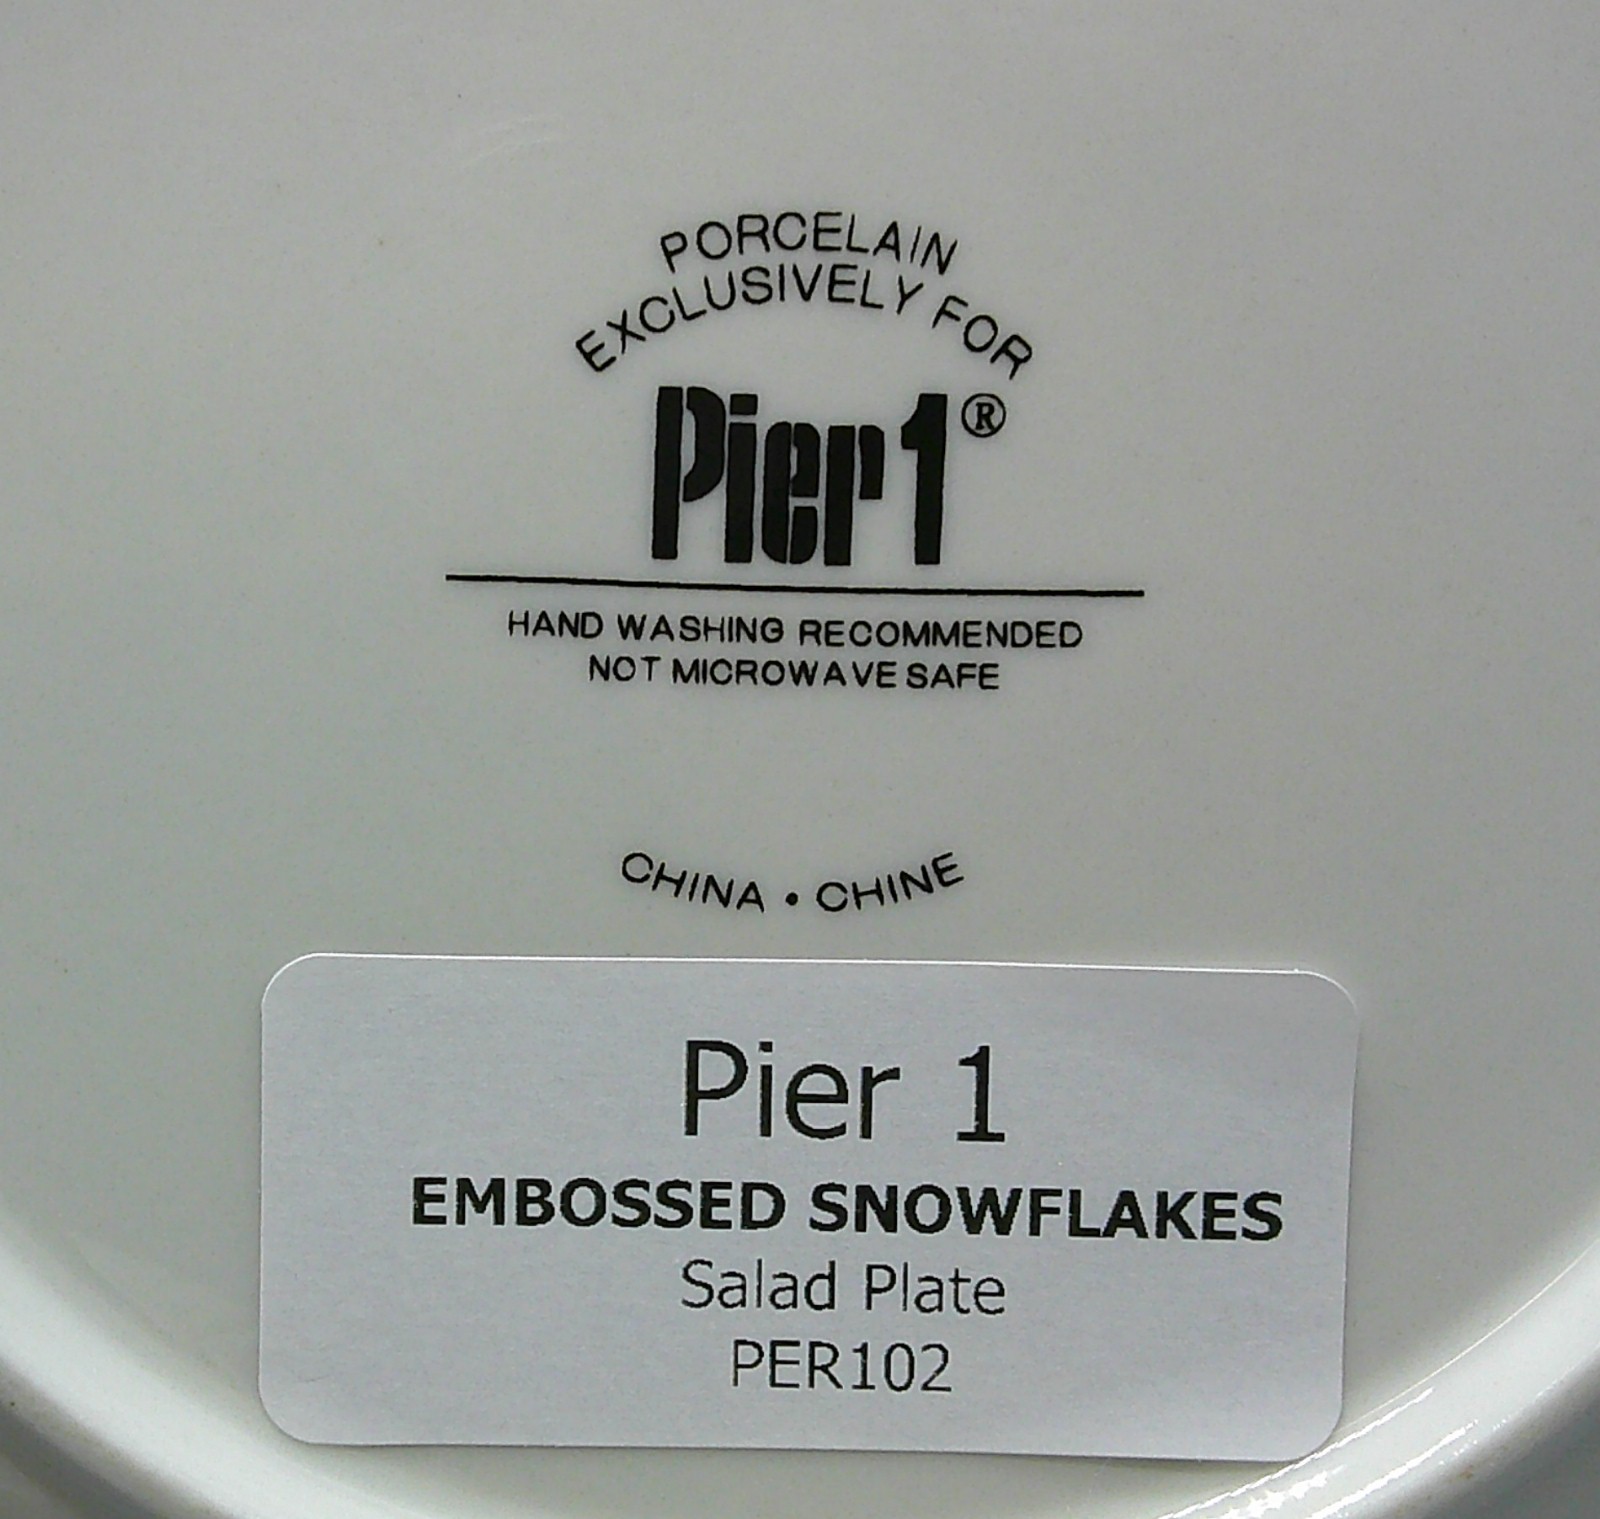 PORCELAIN
EXCLUSIVELY FOR
Pier 1®
HAND WASHING RECOMMENDED
NOT MICROWAVE SAFE
CHINA • CHINE
Pier 1
EMBOSSED SNOWFLAKES
Salad Plate
PER102